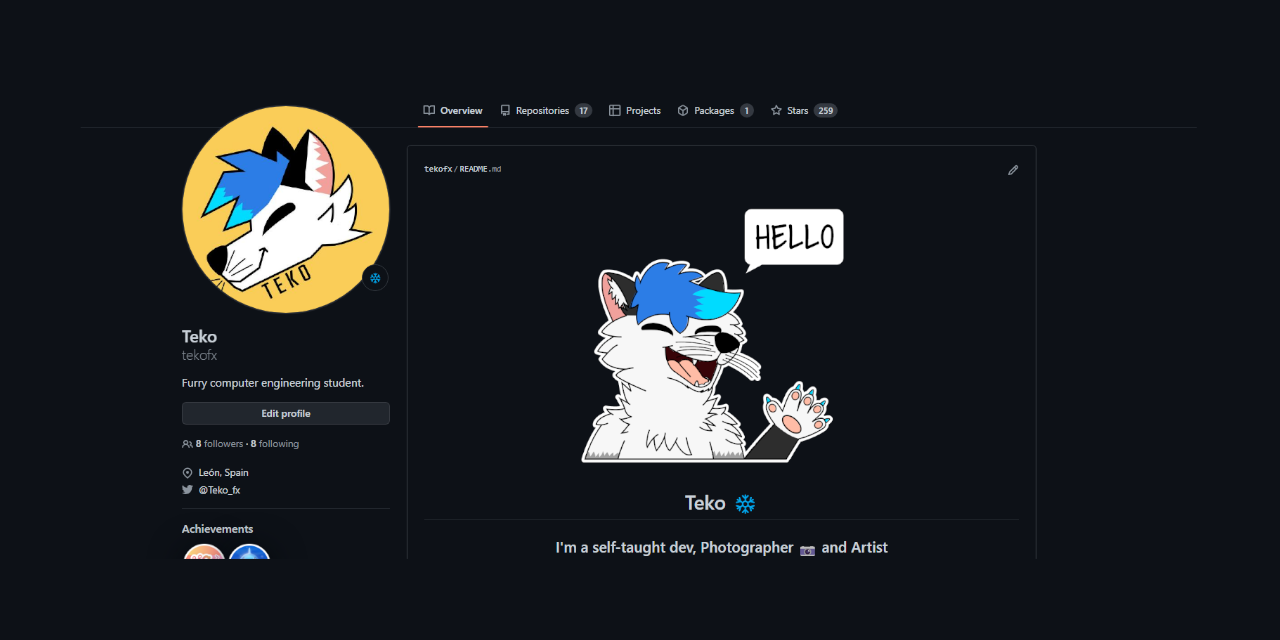 Overview Repositories 17 Projects Packages 1 Stars 259
TEKO
Teko
tekofx
Furry computer engineering student.
Edit profile
8 followers · 8 following
León, Spain
@Teko_fx
Achievements
tekofx/README.md
HELLO
Teko
I'm a self-taught dev, Photographer 📷 and Artist